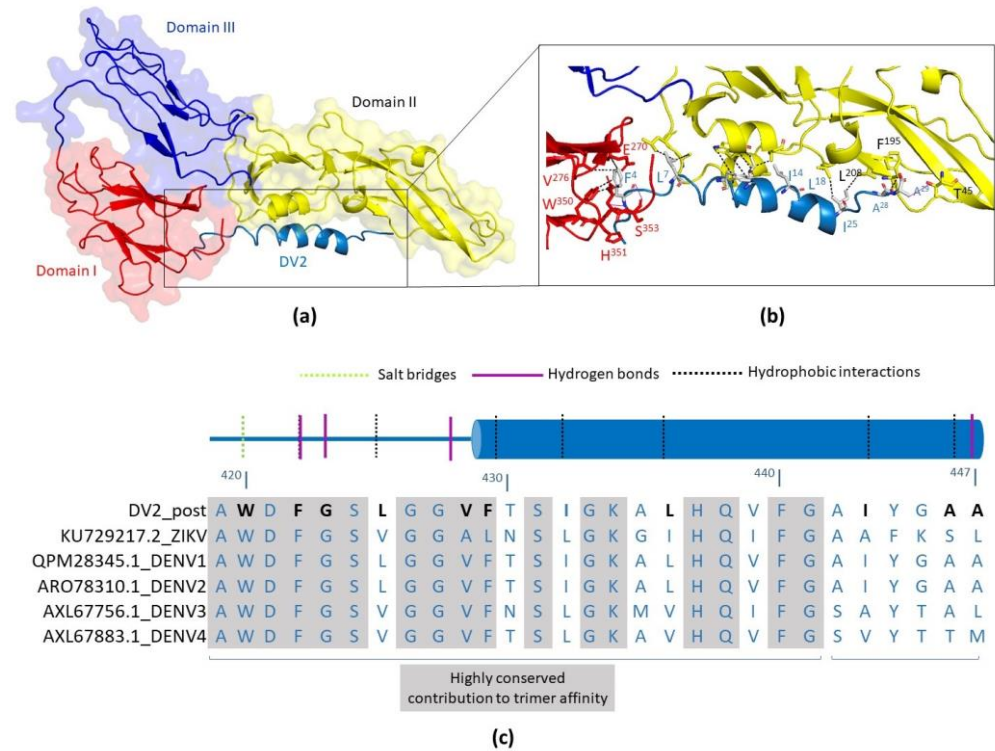 Domain III
Domain II
Domain I
DV2
(a)
E270
V276
F4
L7
W350
S353
H351
I14
L18
L208
F195
A28
A29
T45
I25
(b)
Salt bridges Hydrogen bonds Hydrophobic interactions
420 430 440 447
DV2_post A W D F G S L G G V F T S I G K A L H Q V F G A I Y G A A
KU729217.2_ZIKV A W D F G S V G G A L N S L G K G I H Q I F G A A F K S L
QPM28345.1_DENV1 A W D F G S L G G V F T S I G K A L H Q V F G A I Y G A A
ARO78310.1_DENV2 A W D F G S L G G V F T S I G K A L H Q V F G A I Y G A A
AXL67756.1_DENV3 A W D F G S V G G V F N S L G K M V H Q I F G S A Y T A L
AXL67883.1_DENV4 A W D F G S V G G V F T S L G K A V H Q I F G S V Y T T M
Highly conserved
contribution to trimer affinity
(c)